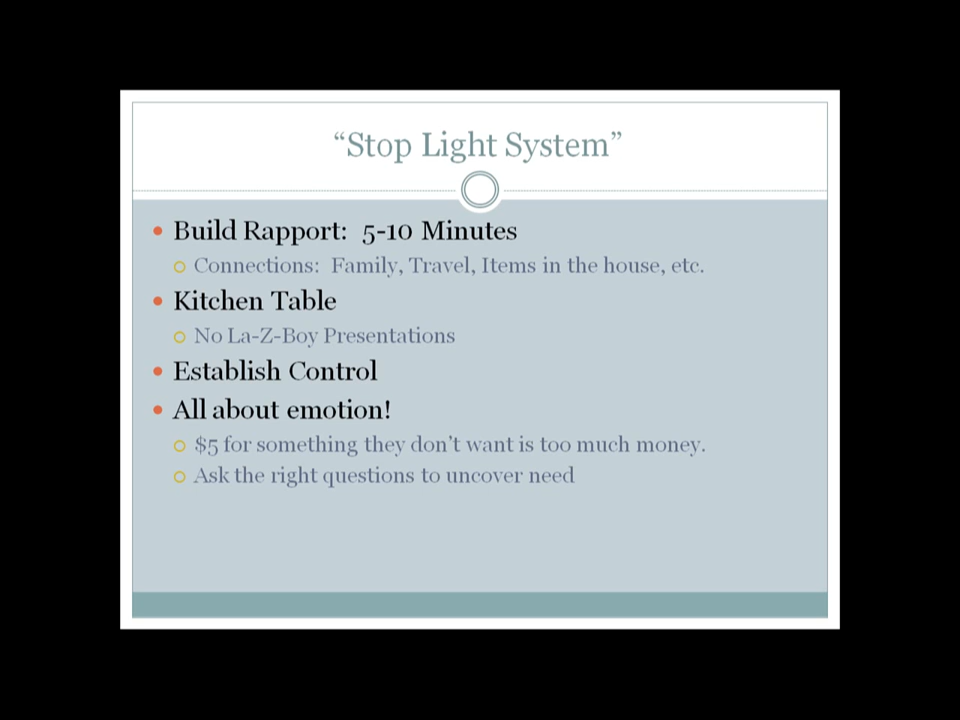 “Stop Light System”
Build Rapport:  5-10 Minutes
Connections:  Family, Travel, Items in the house, etc.
Kitchen Table
No La-Z-Boy Presentations
Establish Control
All about emotion!
$5 for something they don’t want is too much money.
Ask the right questions to uncover need